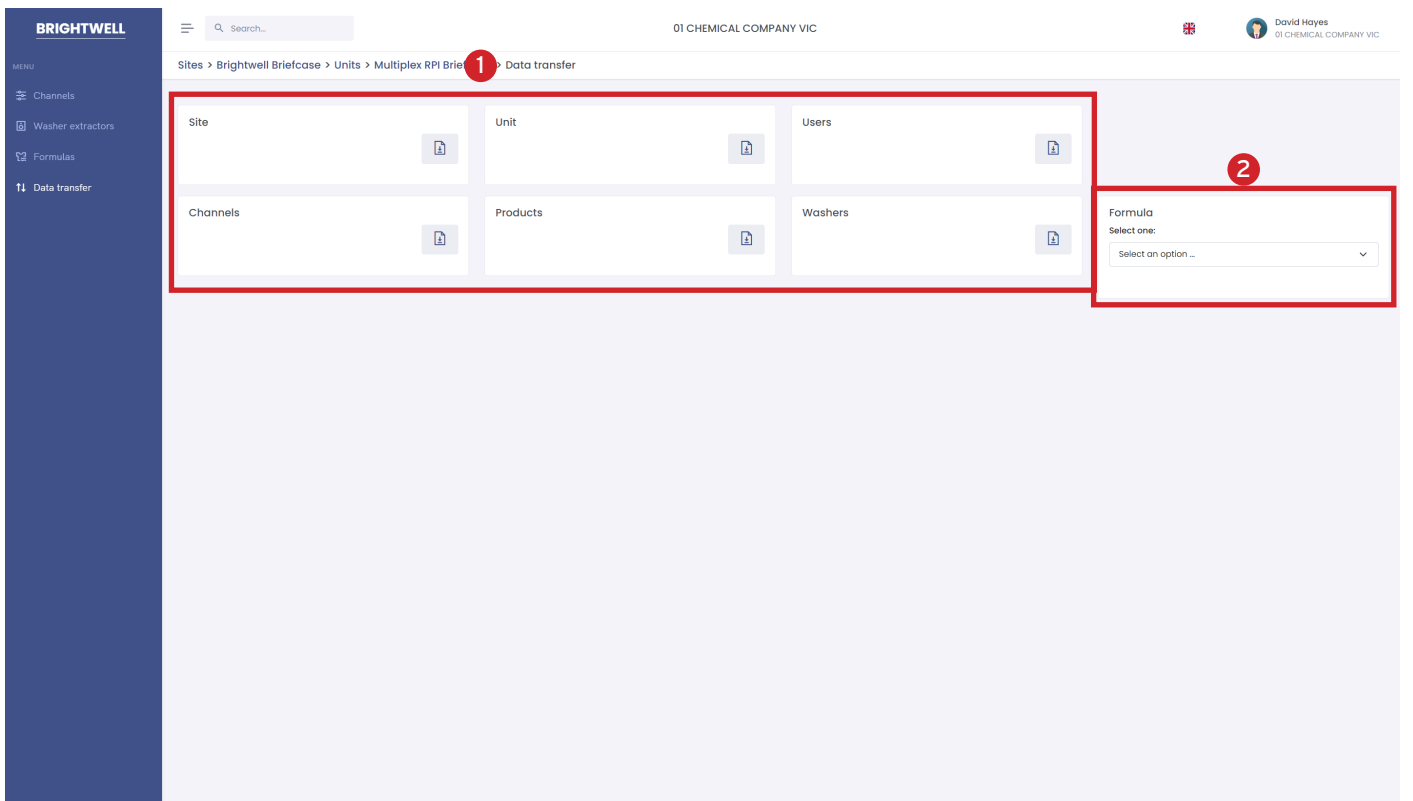 BRIGHTWELL
Search...
01 CHEMICAL COMPANY VIC
David Hayes
01 CHEMICAL COMPANY VIC
MENU
Channels
Washer extractors
Formulas
Data transfer
Sites > Brightwell Briefcase > Units > Multiplex RPI > Data transfer
1
Site
Unit
Users
2
Channels
Products
Washers
Formula
Select one:
Select an option ...